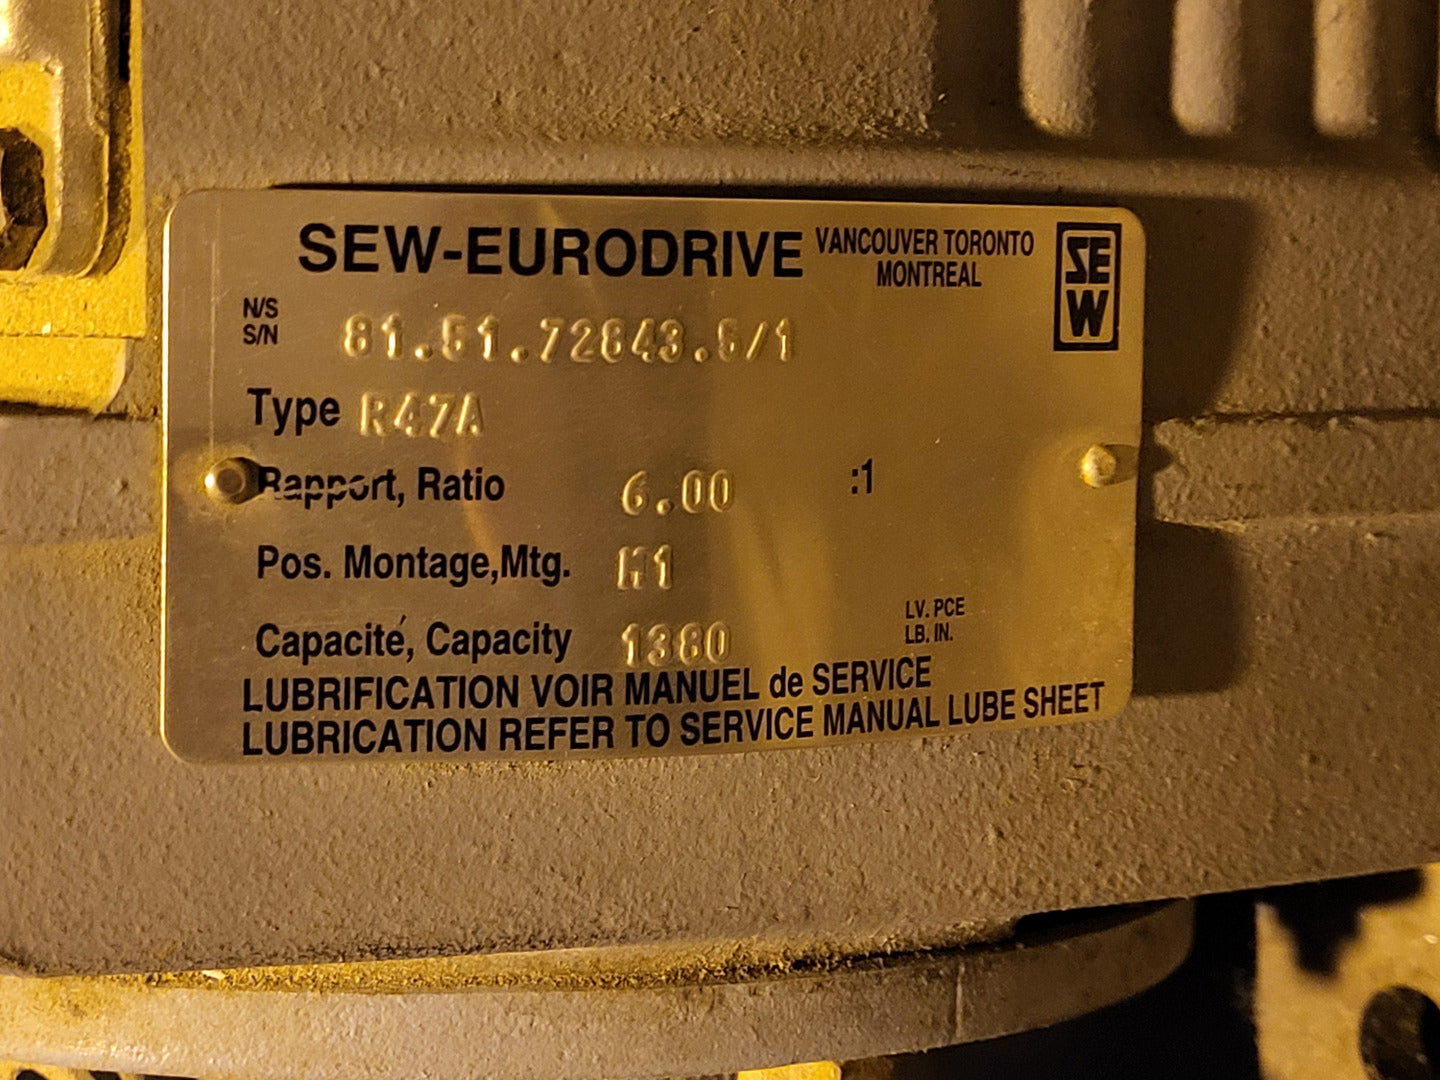 SEW-EURODRIVE VANCOUVER TORONTO
MONTREAL
SE
W
N/S
S/N 81.51.72843.5/1
Type R47A
Rapport, Ratio 6.00 :1
Pos. Montage,Mtg. M1
Capacité, Capacity 1380 LV. PCE
LB. IN.
LUBRIFICATION VOIR MANUEL de SERVICE
LUBRICATION REFER TO SERVICE MANUAL LUBE SHEET